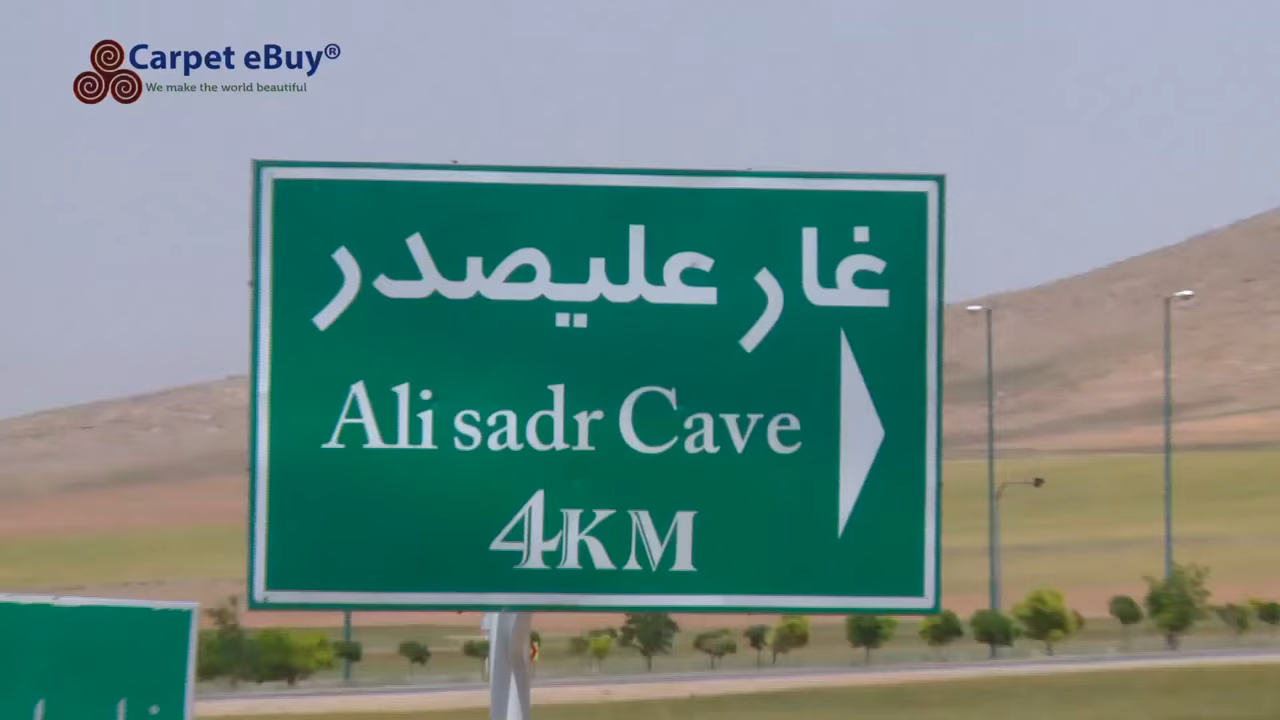 Carpet eBuy®
We make the world beautiful
غار علیصدر
Ali sadr Cave
4KM